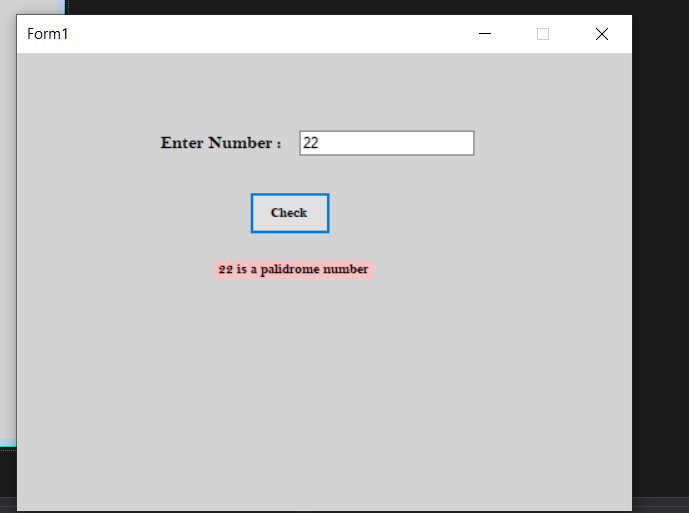 Form1
Enter Number : 22
Check
22 is a palidrome number